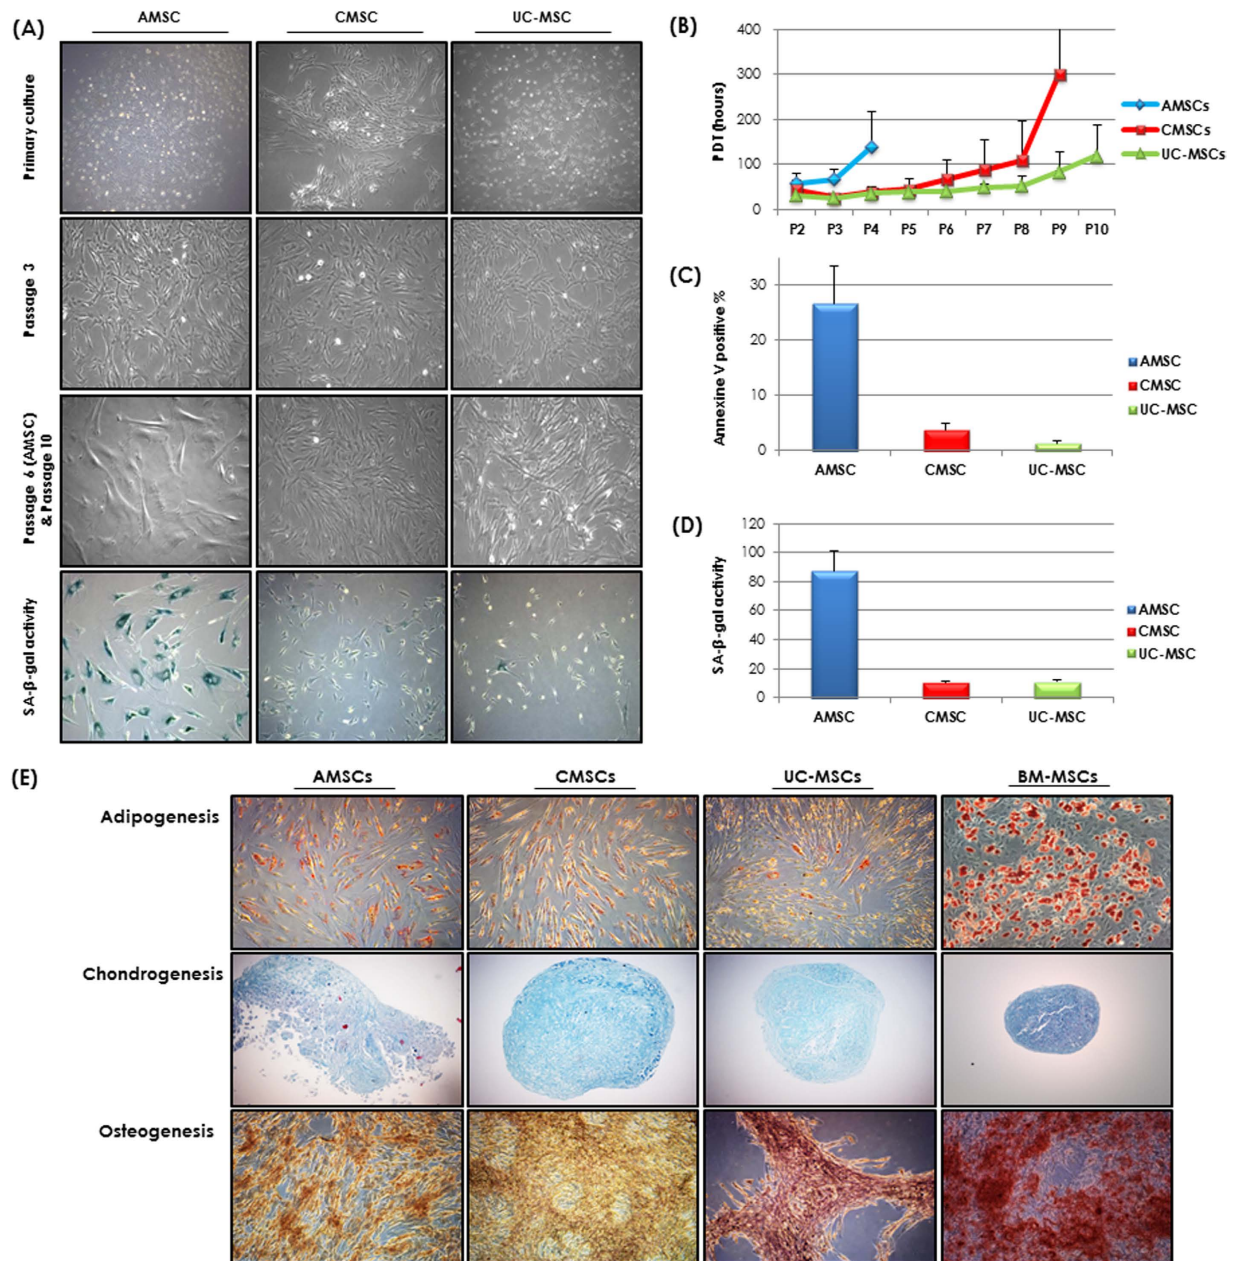 (A)
AMSC CMSC UC-MSC
Primary culture
Passage 3
Passage 6 (AMSC)
& Passage 10
SA-β-gal activity
(B)
PDT (hours)
400
300
200
100
0
P2 P3 P4 P5 P6 P7 P8 P9 P10
AMSCs
CMSCs
UC-MSCs
(C)
Annexine V positive %
30
20
10
0
AMSC CMSC UC-MSC
AMSC
CMSC
UC-MSC
(D)
SA-β-gal activity
120
100
80
60
40
20
0
AMSC CMSC UC-MSC
AMSC
CMSC
UC-MSC
(E)
AMSCs CMSCs UC-MSCs BM-MSCs
Adipogenesis
Chondrogenesis
Osteogenesis